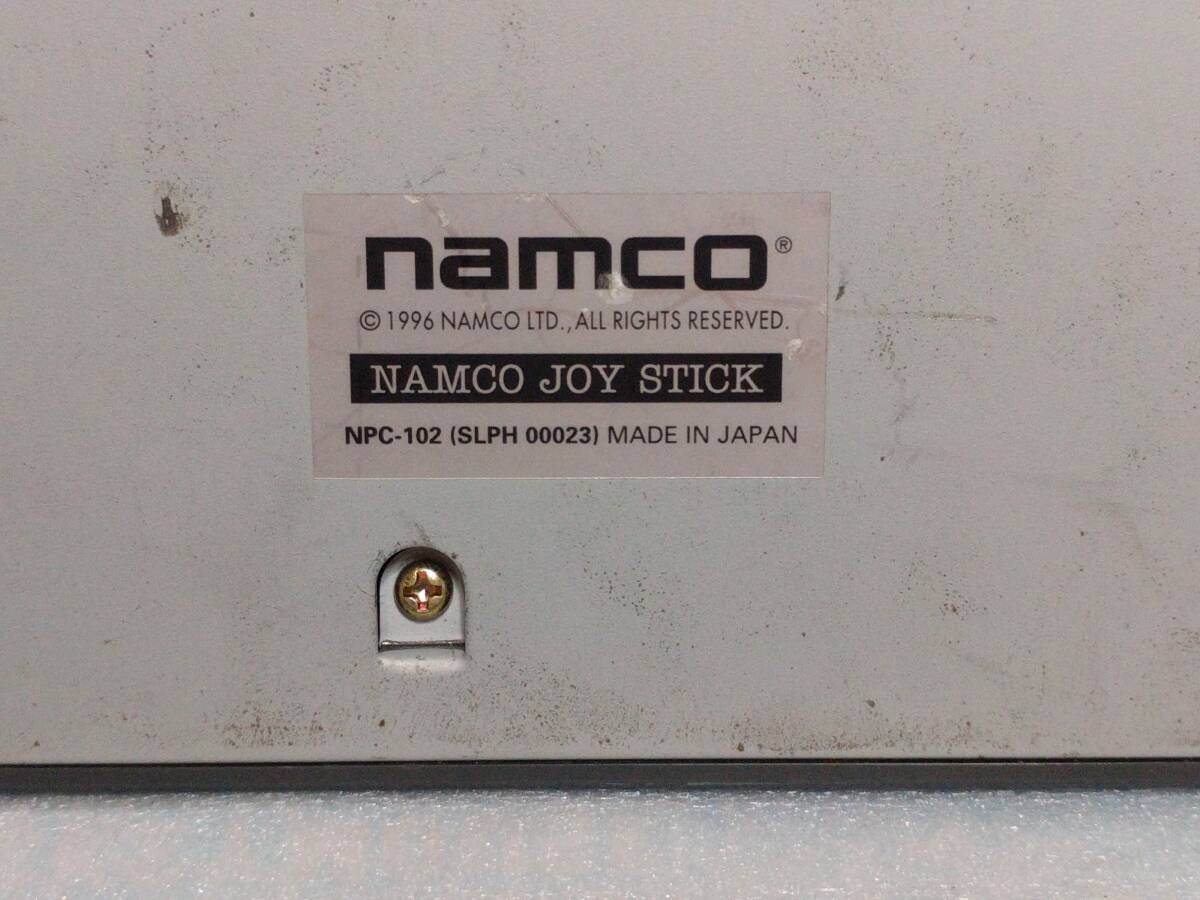 namco®
© 1996 NAMCO LTD., ALL RIGHTS RESERVED.
NAMCO JOY STICK
NPC-102 (SLPH 00023) MADE IN JAPAN